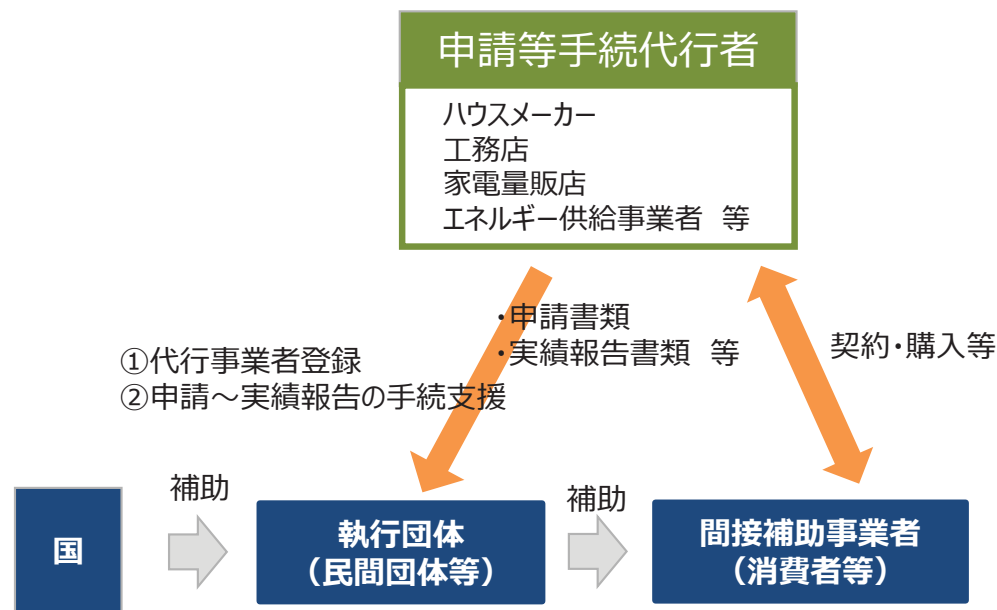 申請等手続代行者
ハウスメーカー
工務店
家電量販店
エネルギー供給事業者 等
・申請書類
・実績報告書類 等
契約・購入等
①代行事業者登録
②申請～実績報告の手続支援
国
補助
執行団体
（民間団体等）
補助
間接補助事業者
（消費者等）